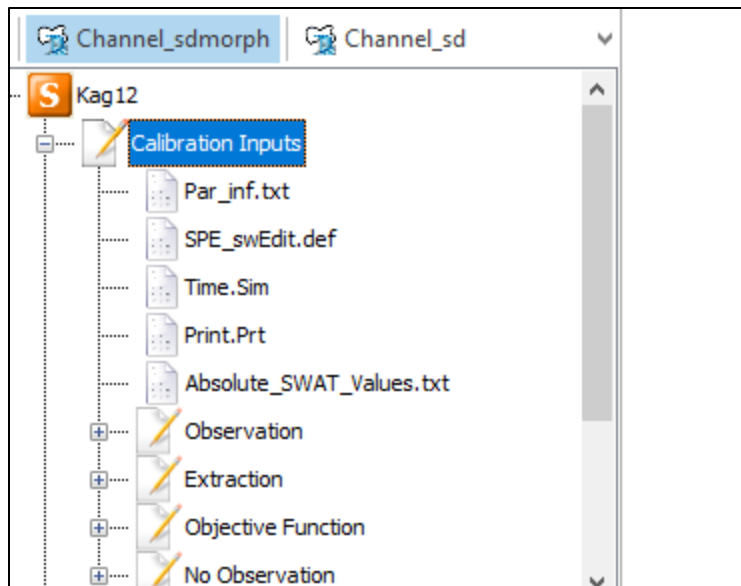 Channel_sdmorph Channel_sd
S Kag12
Calibration Inputs
Par_inf.txt
SPE_swEdit.def
Time.Sim
Print.Prt
Absolute_SWAT_Values.txt
Observation
Extraction
Objective Function
No Observation